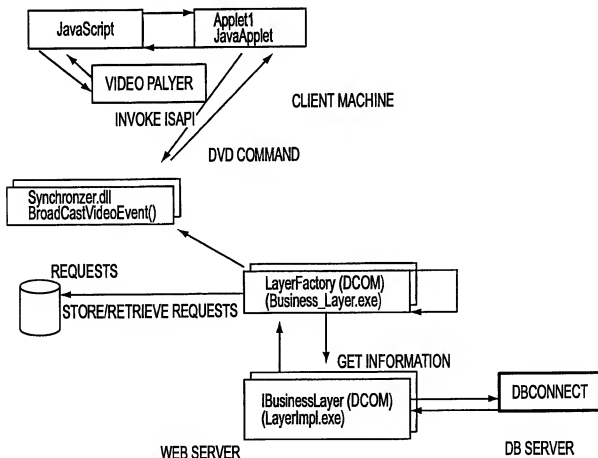 JavaScript
Applet1
JavaApplet
VIDEO PALYER
CLIENT MACHINE
INVOKE ISAPI
DVD COMMAND
Synchronzer.dll
BroadCastVideoEvent()
REQUESTS
LayerFactory (DCOM)
(Business_Layer.exe)
STORE/RETRIEVE REQUESTS
GET INFORMATION
IBusinessLayer (DCOM)
(LayerImpl.exe)
DBCONNECT
WEB SERVER
DB SERVER